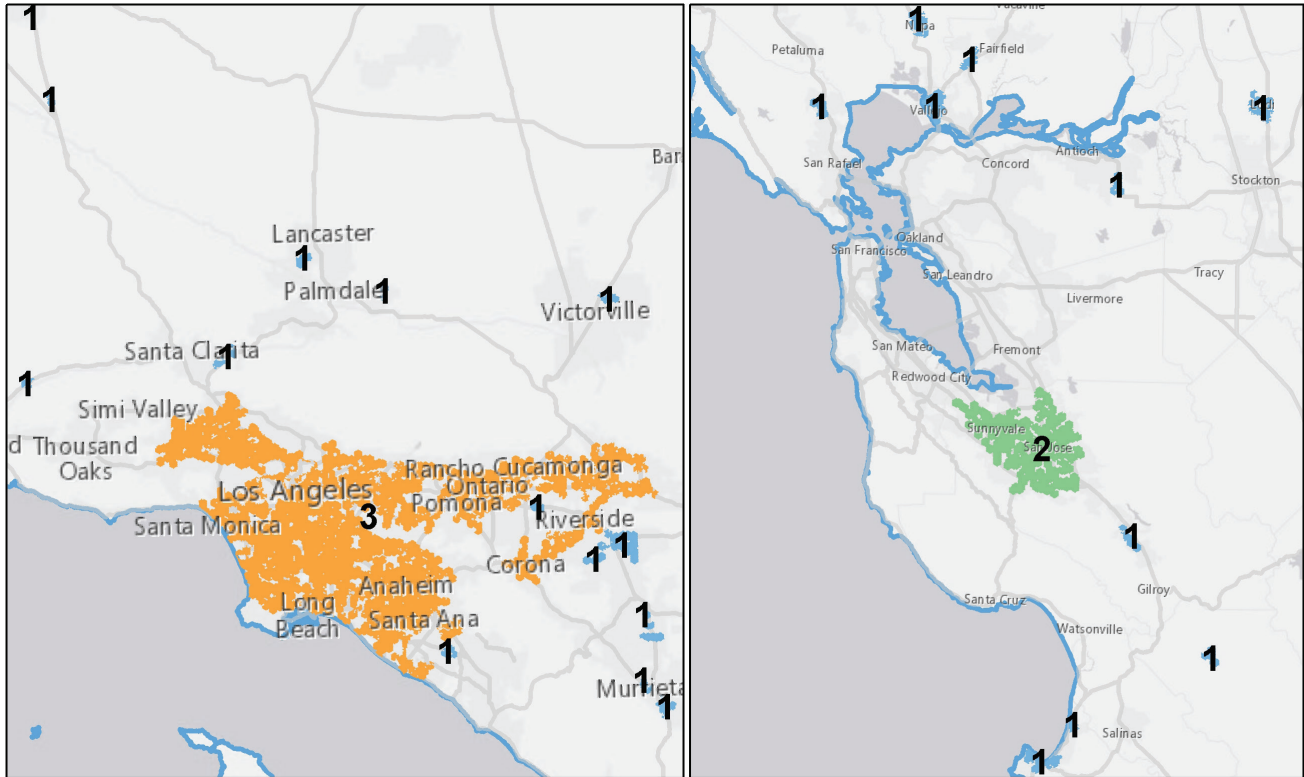 1
1
Bar
Lancaster
1
Palmdale
1
1
Victorville
Santa Clarita
1
1
Simi Valley
d Thousand
Oaks
Rancho Cucamonga
Los Angeles
Ontario
Pomona
1
3
Riverside
Santa Monica
1
1
Corona
Anaheim
Long
Beach
Santa Ana
1
1
1
Murrieta
1
Vacaville
1
Napa
Petaluma
1
Fairfield
1
1
Vallejo
1
Lodi
San Rafael
Concord
Antioch
1
Stockton
Oakland
San Francisco
San Leandro
Tracy
Livermore
San Mateo
Fremont
Redwood City
Sunnyvale
San Jose
2
1
Gilroy
Santa Cruz
Watsonville
1
1
Salinas
1